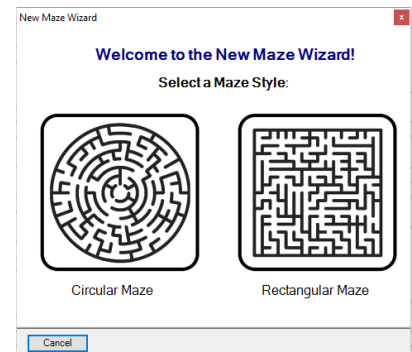 New Maze Wizard
x
Welcome to the New Maze Wizard!
Select a Maze Style:
Circular Maze
Rectangular Maze
Cancel